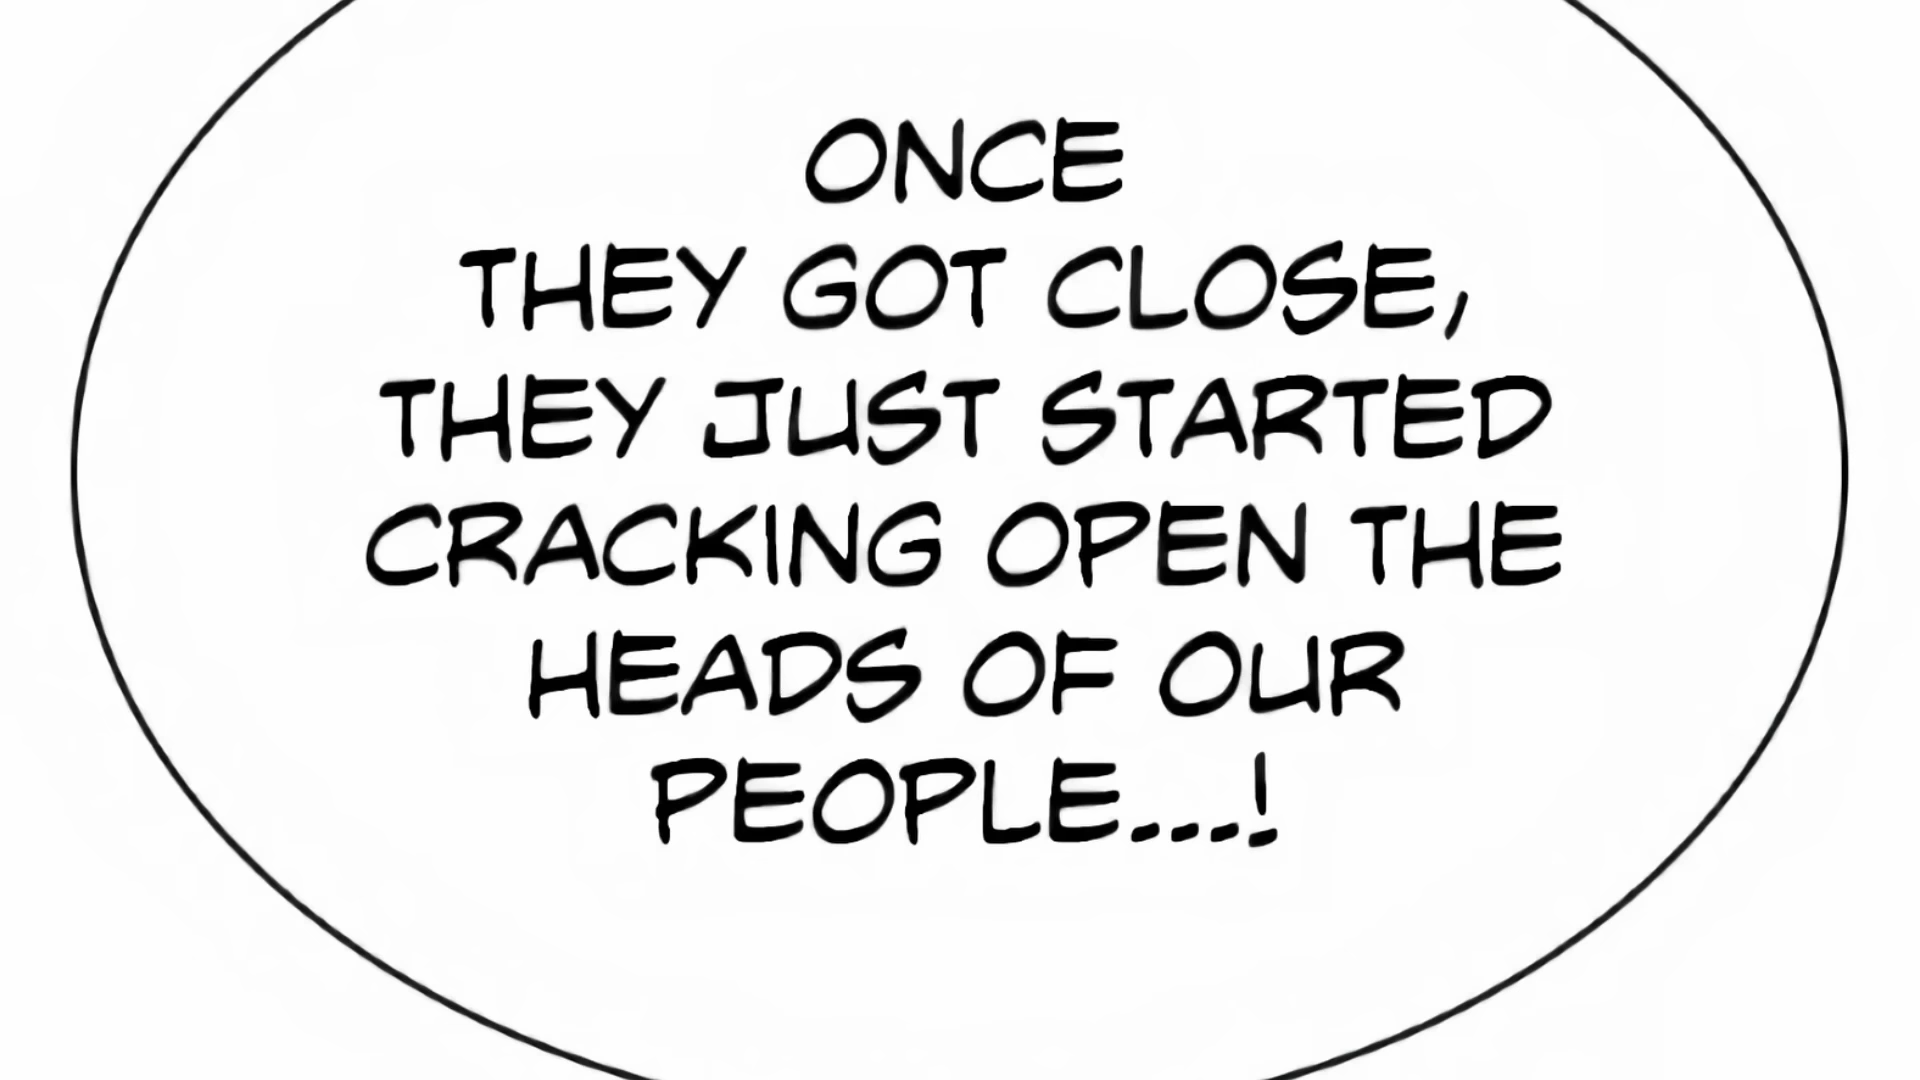 ONCE
THEY GOT CLOSE,
THEY JUST STARTED
CRACKING OPEN THE
HEADS OF OUR
PEOPLE...!